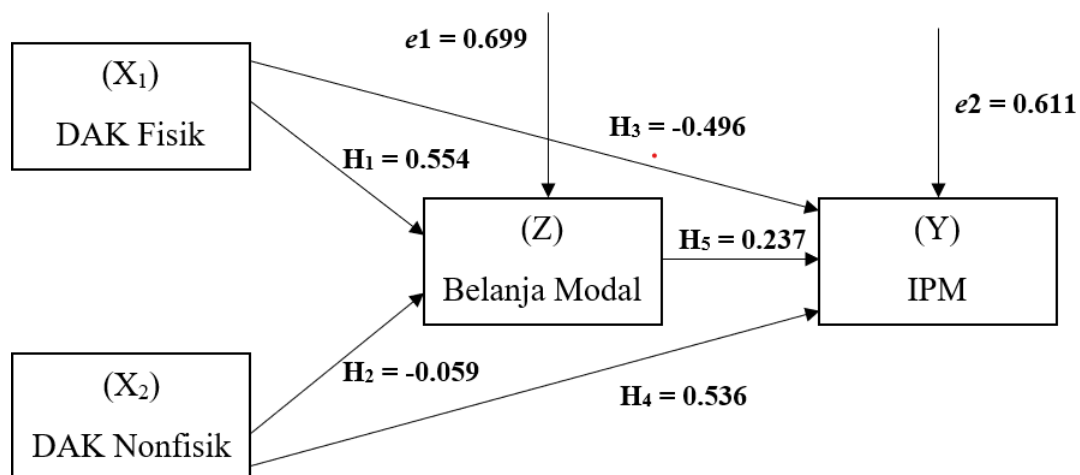 (X₁)
DAK Fisik
e1 = 0.699
e2 = 0.611
H₃ = -0.496
H₁ = 0.554
(Z)
Belanja Modal
H₅ = 0.237
(Y)
IPM
(X₂)
DAK Nonfisik
H₂ = -0.059
H₄ = 0.536